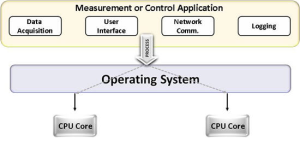 Measurement or Control Application
Data
Acquisition
User
Interface
Network
Comm.
Logging
PROCESS
Operating System
CPU Core
CPU Core